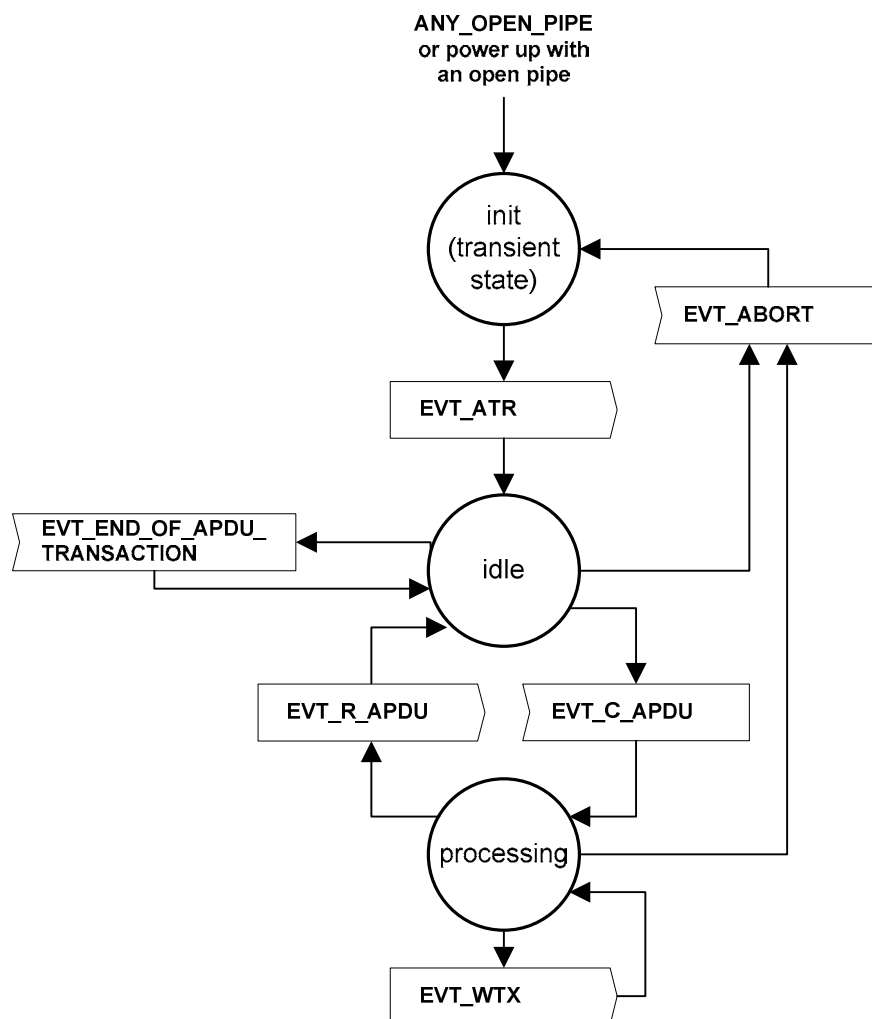 ANY_OPEN_PIPE
or power up with
an open pipe
init
(transient
state)
EVT_ABORT
EVT_ATR
EVT_END_OF_APDU_
TRANSACTION
idle
EVT_R_APDU
EVT_C_APDU
processing
EVT_WTX